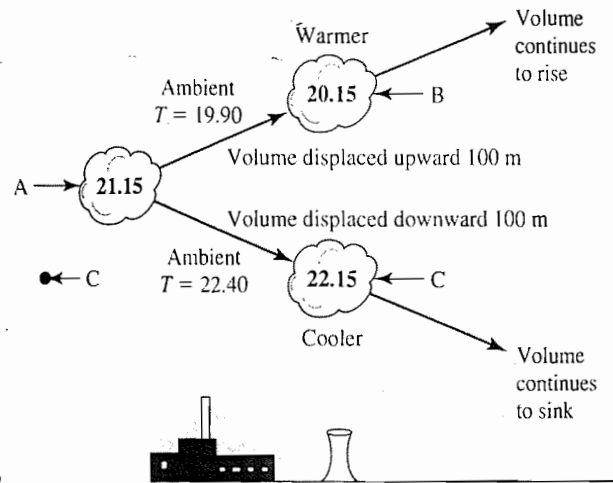 Volume
continues
to rise
Warmer
Ambient
T = 19.90
20.15
B
Volume displaced upward 100 m
A
21.15
Volume displaced downward 100 m
Ambient
T = 22.40
C
22.15
C
Cooler
Volume
continues
to sink